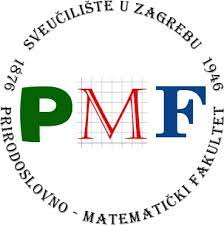 SVEUČILIŠTE U ZAGREBU
1876
1946
PMF
PRIRODOSLOVNO - MATEMATIČKI FAKULTET